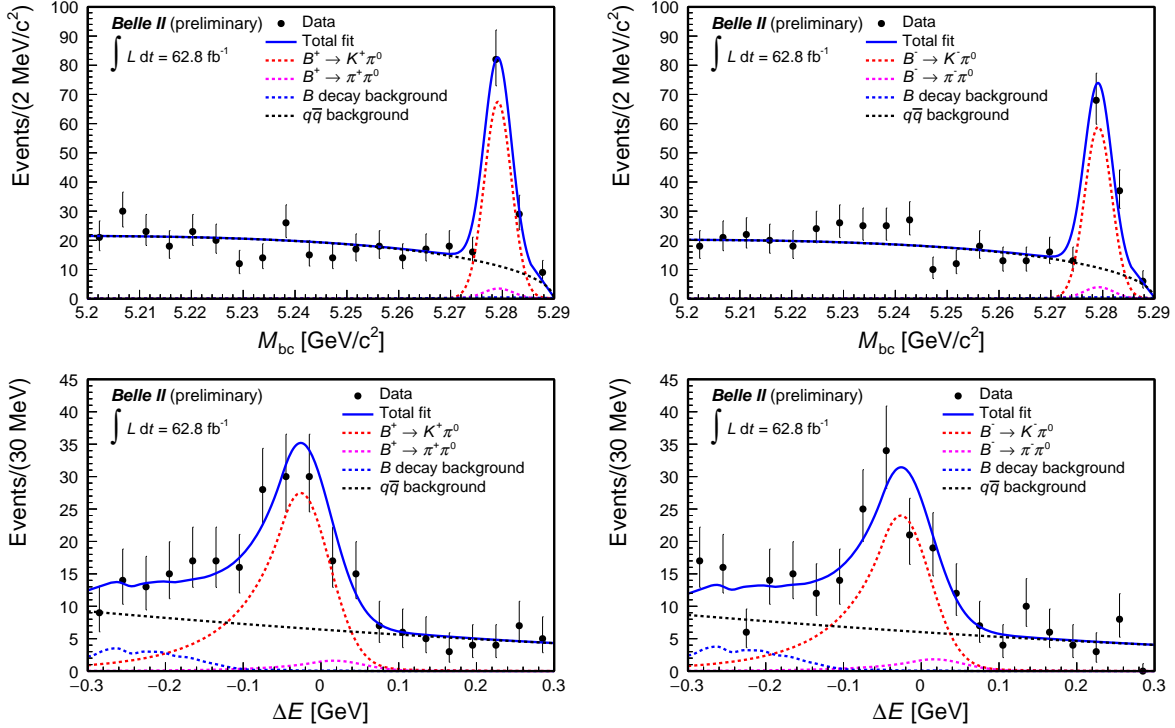 Belle II (preliminary)
∫ L dt = 62.8 fb⁻¹
Data
Total fit
B⁺ → K⁺π⁰
B⁺ → π⁺π⁰
B decay background
qq̅ background
Events/(2 MeV/c²)
100
90
80
70
60
50
40
30
20
10
0
5.2 5.21 5.22 5.23 5.24 5.25 5.26 5.27 5.28 5.29
M_bc [GeV/c²]
Belle II (preliminary)
∫ L dt = 62.8 fb⁻¹
Data
Total fit
B⁻ → K⁻π⁰
B⁻ → π⁻π⁰
B decay background
qq̅ background
Events/(2 MeV/c²)
100
90
80
70
60
50
40
30
20
10
0
5.2 5.21 5.22 5.23 5.24 5.25 5.26 5.27 5.28 5.29
M_bc [GeV/c²]
Belle II (preliminary)
∫ L dt = 62.8 fb⁻¹
Data
Total fit
B⁺ → K⁺π⁰
B⁺ → π⁺π⁰
B decay background
qq̅ background
Events/(30 MeV)
45
40
35
30
25
20
15
10
5
0
−0.3 −0.2 −0.1 0 0.1 0.2 0.3
ΔE [GeV]
Belle II (preliminary)
∫ L dt = 62.8 fb⁻¹
Data
Total fit
B⁻ → K⁻π⁰
B⁻ → π⁻π⁰
B decay background
qq̅ background
Events/(30 MeV)
45
40
35
30
25
20
15
10
5
0
−0.3 −0.2 −0.1 0 0.1 0.2 0.3
ΔE [GeV]